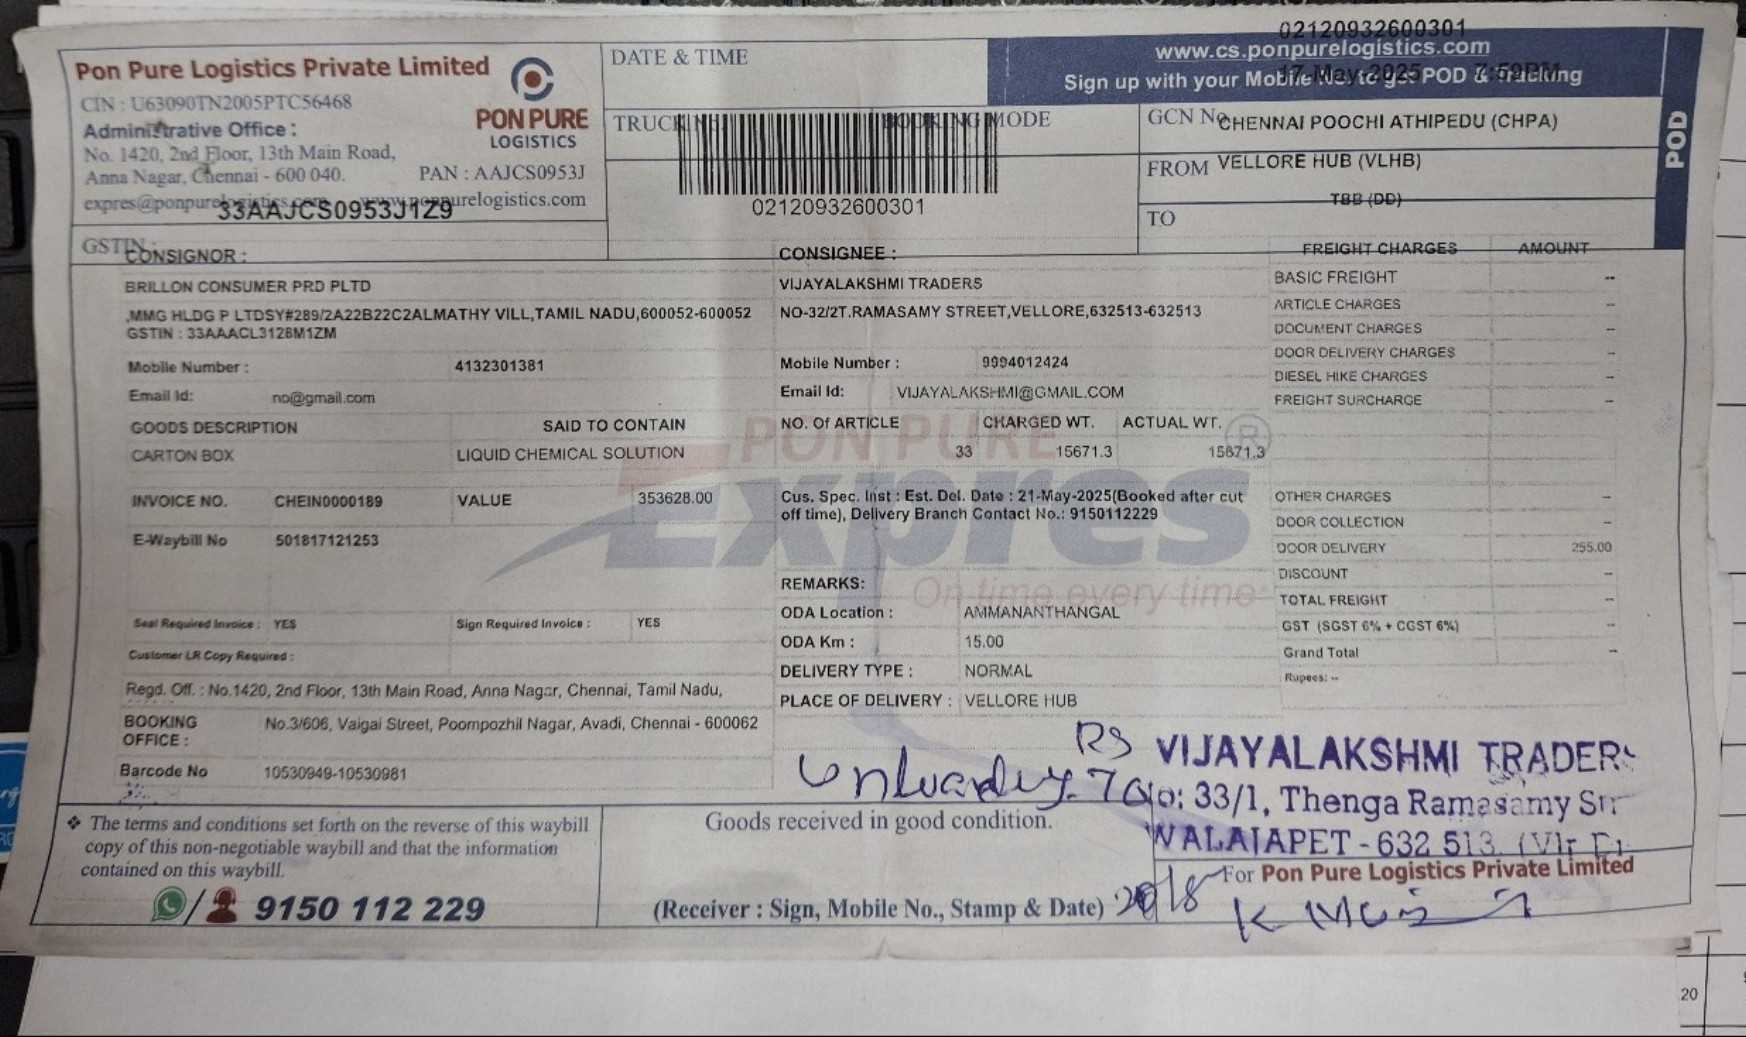 02120932600301
www.cs.ponpurelogistics.com
Sign up with your Mobile No to get POD & Tracking
17-May-2025 7:59PM
Pon Pure Logistics Private Limited
CIN : U63090TN2005PTC56468
Administrative Office :
No. 1420, 2nd Floor, 13th Main Road,
Anna Nagar, Chennai - 600 040.
PAN : AAJCS0953J
expres@ponpurelogistics.com www.ponpurelogistics.com
33AAJCS0953J1Z9
GSTIN :
PON PURE
LOGISTICS
DATE & TIME
TRUCK
BOOKING MODE
02120932600301
GCN No
CHENNAI POOCHI ATHIPEDU (CHPA)
FROM VELLORE HUB (VLHB)
TBB (DD)
TO
POD
CONSIGNOR :
BRILLON CONSUMER PRD PLTD
,MMG HLDG P LTDSY#289/2A22B22C2ALMATHY VILL,TAMIL NADU,600052-600052
GSTIN : 33AAACL3128M1ZM
Mobile Number : 4132301381
Email Id: no@gmail.com
GOODS DESCRIPTION SAID TO CONTAIN
CARTON BOX LIQUID CHEMICAL SOLUTION
INVOICE NO. CHEIN0000189 VALUE 353628.00
E-Waybill No 501817121253
Seal Required Invoice : YES Sign Required Invoice : YES
Customer LR Copy Required :
Regd. Off. : No.1420, 2nd Floor, 13th Main Road, Anna Nagar, Chennai, Tamil Nadu,
BOOKING OFFICE : No.3/606, Vaigai Street, Poompozhil Nagar, Avadi, Chennai - 600062
Barcode No 10530949-10530981
CONSIGNEE :
VIJAYALAKSHMI TRADERS
NO-32/2T.RAMASAMY STREET,VELLORE,632513-632513
Mobile Number : 9994012424
Email Id: VIJAYALAKSHMI@GMAIL.COM
NO. Of ARTICLE CHARGED WT. ACTUAL WT.
33 15671.3 15671.3
Cus. Spec. Inst : Est. Del. Date : 21-May-2025(Booked after cut
off time), Delivery Branch Contact No.: 9150112229
REMARKS:
ODA Location : AMMANANTHANGAL
ODA Km : 15.00
DELIVERY TYPE : NORMAL
PLACE OF DELIVERY : VELLORE HUB
PON PURE
Expres
®
On time every time
FREIGHT CHARGES AMOUNT
BASIC FREIGHT --
ARTICLE CHARGES --
DOCUMENT CHARGES --
DOOR DELIVERY CHARGES --
DIESEL HIKE CHARGES --
FREIGHT SURCHARGE --
OTHER CHARGES --
DOOR COLLECTION --
DOOR DELIVERY 255.00
DISCOUNT --
TOTAL FREIGHT --
GST (SGST 6% + CGST 6%) --
Grand Total --
Rupees: --
RS
VIJAYALAKSHMI TRADERS
No: 33/1, Thenga Ramasamy Str
WALAJAPET - 632 513.
❖ The terms and conditions set forth on the reverse of this waybill
copy of this non-negotiable waybill and that the information
contained on this waybill.
9150 112 229
Goods received in good condition.
(Receiver : Sign, Mobile No., Stamp & Date)
For Pon Pure Logistics Private Limited
20